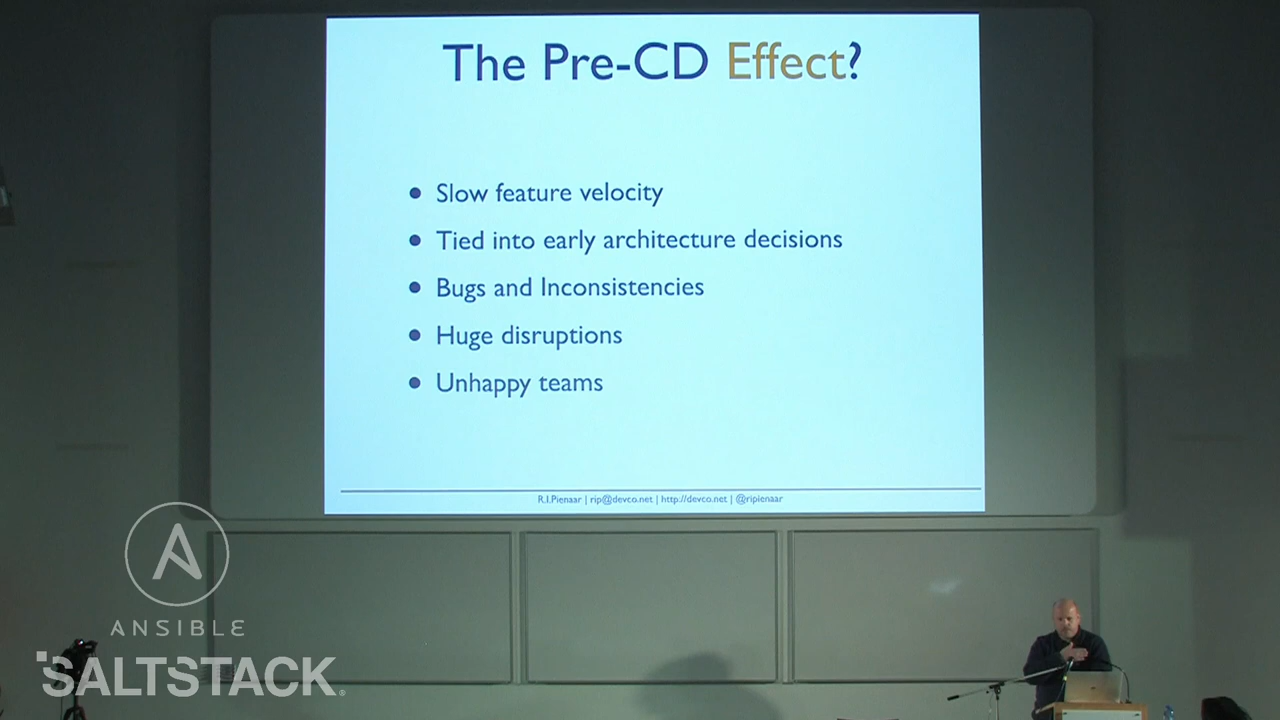 The Pre-CD Effect?
Slow feature velocity
Tied into early architecture decisions
Bugs and Inconsistencies
Huge disruptions
Unhappy teams
R.I.Pienaar | rip@devco.net | http://devco.net | @ripienaar
ANSIBLE
SALTSTACK